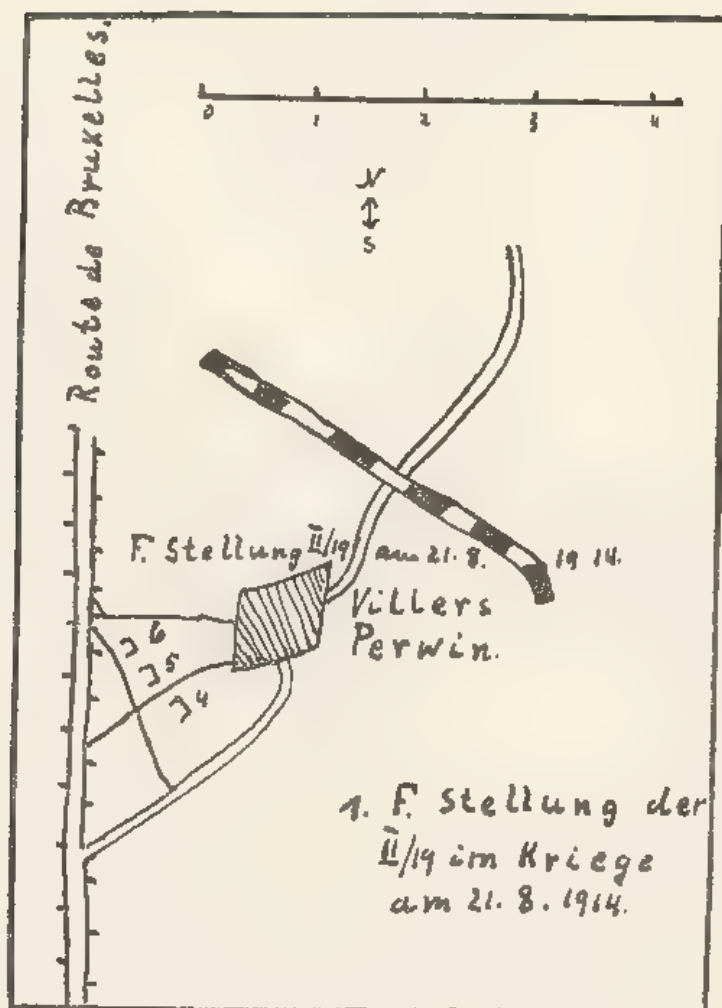 Route de Bruxelles.
0 1 2 3 4
N
S
F. Stellung II/19 am 21. 8. 1914.
Villers
Perwin.
6
5
4
1. F. Stellung der
II/19 im Kriege
am 21. 8. 1914.